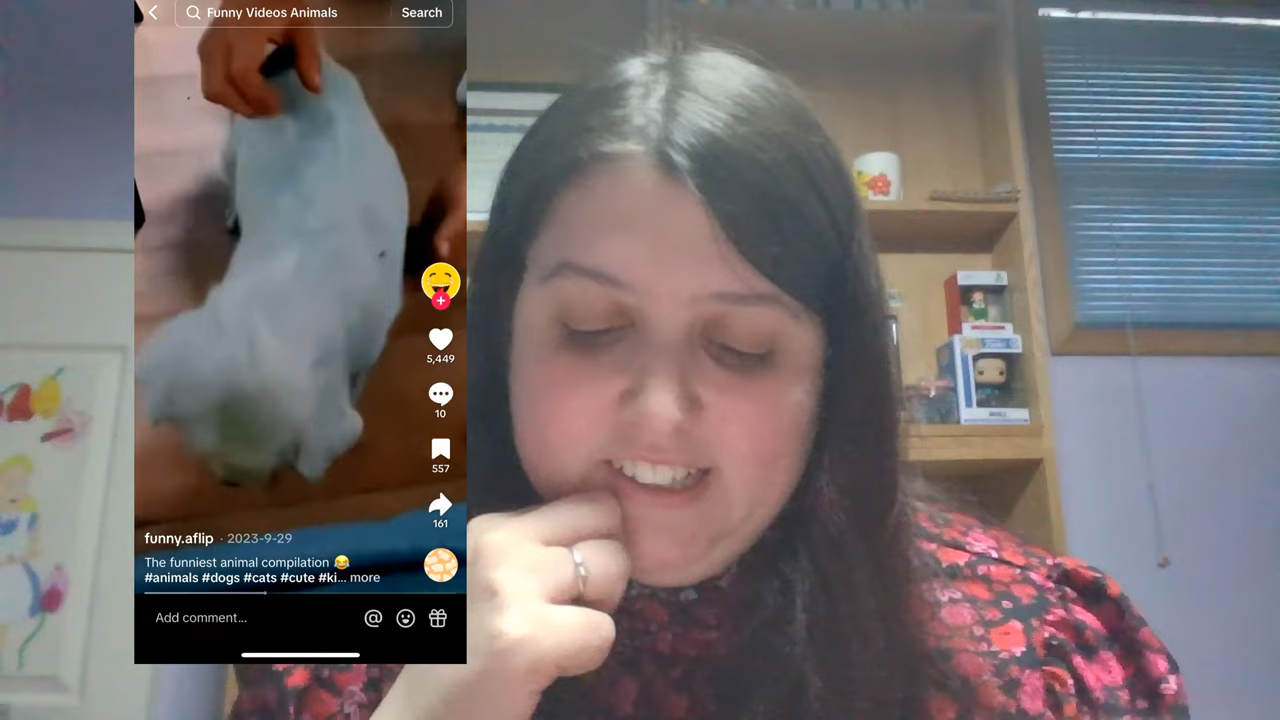 Funny Videos Animals
Search
5,449
10
557
161
funny.aflip · 2023-9-29
The funniest animal compilation 😂
#animals #dogs #cats #cute #ki... more
Add comment...